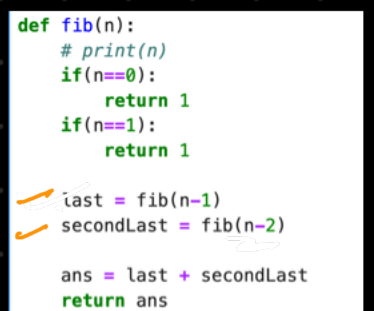 def fib(n):
    # print(n)
    if(n==0):
        return 1
    if(n==1):
        return 1
    last = fib(n-1)
    secondLast = fib(n-2)
    ans = last + secondLast
    return ans